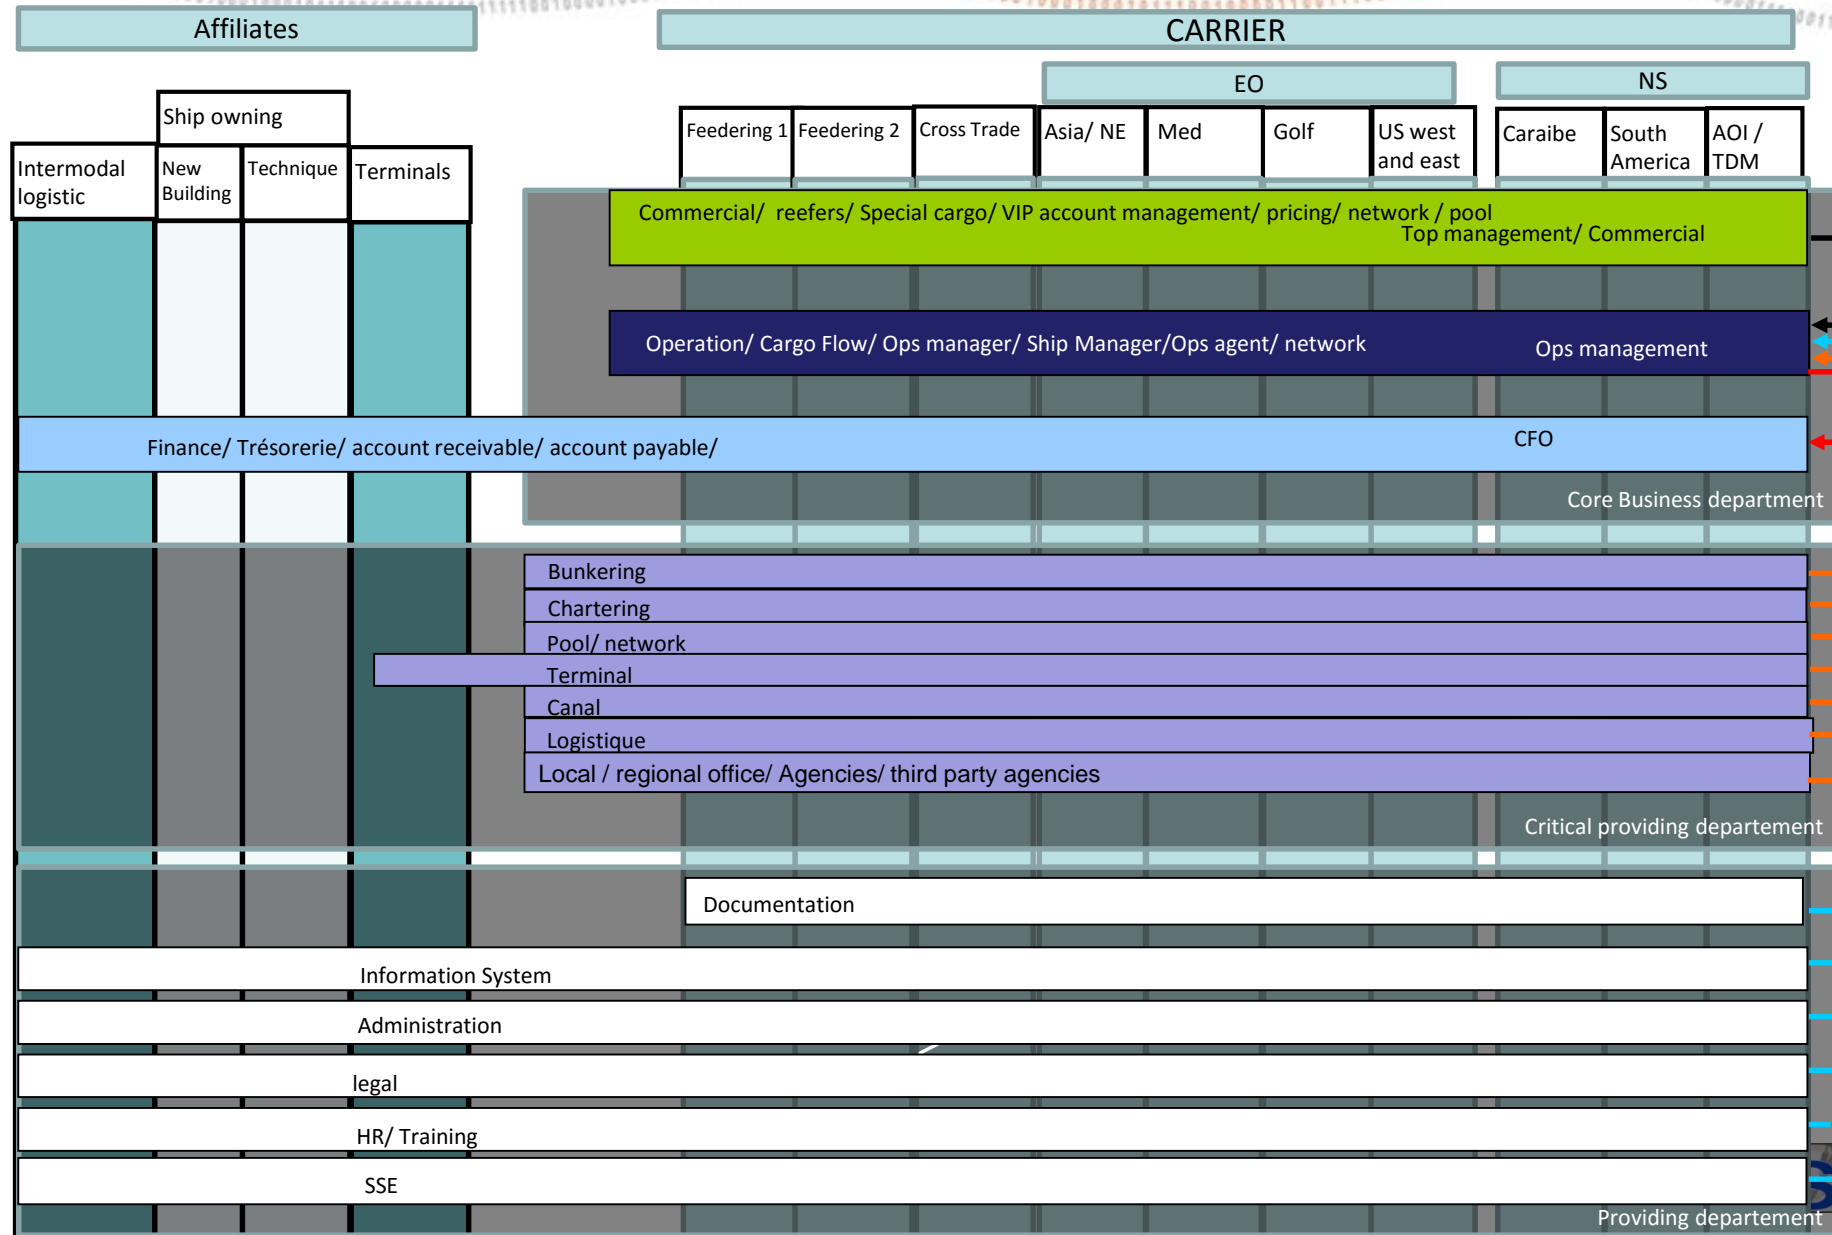 Affiliates
CARRIER
EO
NS
Ship owning
Feedering 1
Feedering 2
Cross Trade
Asia/ NE
Med
Golf
US west
and east
Caraibe
South
America
AOI /
TDM
Intermodal
logistic
New
Building
Technique
Terminals
Commercial/ reefers/ Special cargo/ VIP account management/ pricing/ network / pool
Top management/ Commercial
Operation/ Cargo Flow/ Ops manager/ Ship Manager/Ops agent/ network
Ops management
Finance/ Trésorerie/ account receivable/ account payable/
CFO
Core Business department
Bunkering
Chartering
Pool/ network
Terminal
Canal
Logistique
Local / regional office/ Agencies/ third party agencies
Critical providing departement
Documentation
Information System
Administration
legal
HR/ Training
SSE
Providing departement